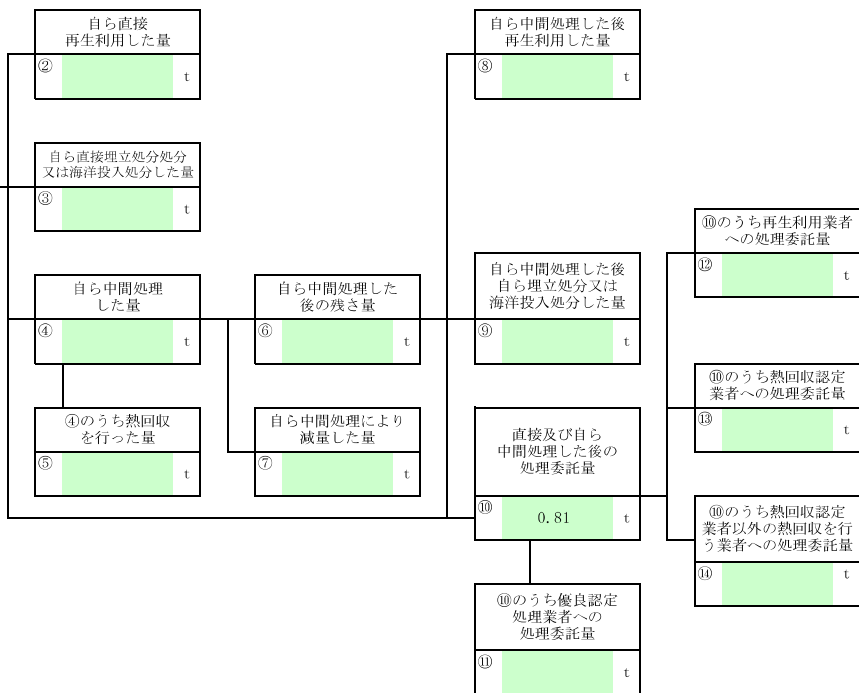 自ら直接
再生利用した量
② t
自ら直接埋立処分処分
又は海洋投入処分した量
③ t
自ら中間処理
した量
④ t
④のうち熱回収
を行った量
⑤ t
自ら中間処理した
後の残さ量
⑥ t
自ら中間処理により
減量した量
⑦ t
自ら中間処理した後
再生利用した量
⑧ t
自ら中間処理した後
自ら埋立処分又は
海洋投入処分した量
⑨ t
直接及び自ら
中間処理した後の
処理委託量
⑩ 0.81 t
⑩のうち優良認定
処理業者への
処理委託量
⑪ t
⑩のうち再生利用業者
への処理委託量
⑫ t
⑩のうち熱回収認定
業者への処理委託量
⑬ t
⑩のうち熱回収認定
業者以外の熱回収を行
う業者への処理委託量
⑭ t